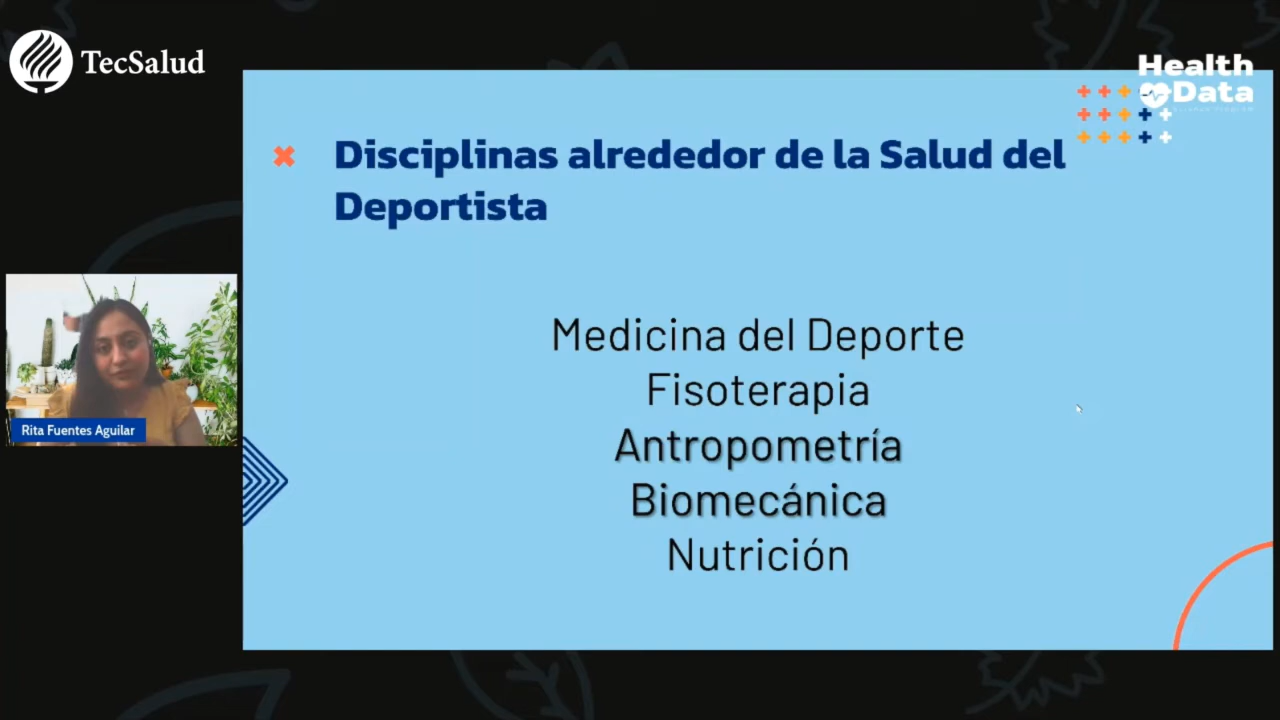 TecSalud
Health
Data
Disciplinas alrededor de la Salud del
Deportista
Medicina del Deporte
Fisoterapia
Antropometría
Biomecánica
Nutrición
Rita Fuentes Aguilar